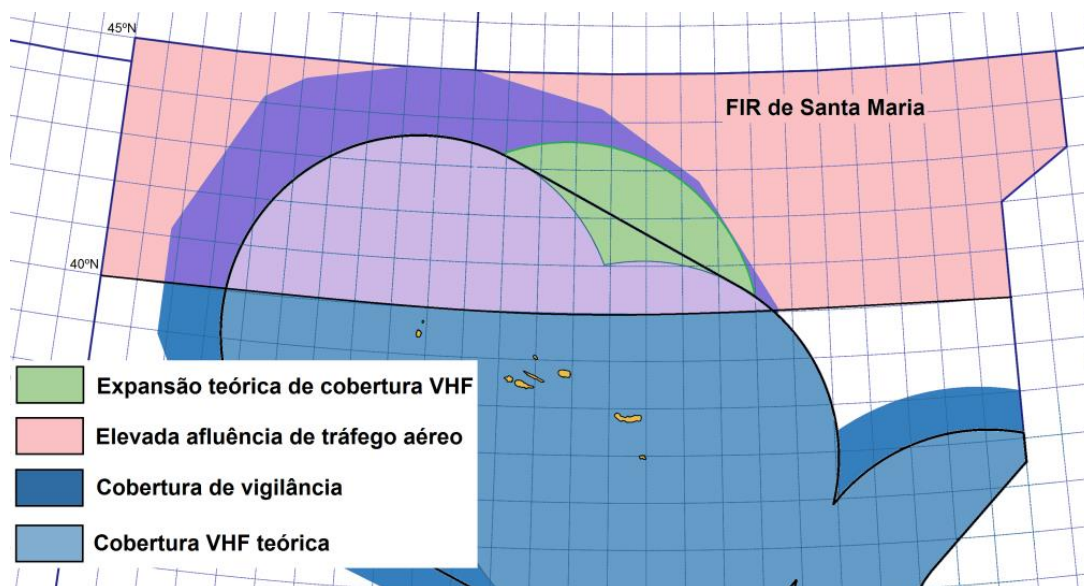 45ºN
FIR de Santa Maria
40ºN
Expansão teórica de cobertura VHF
Elevada afluência de tráfego aéreo
Cobertura de vigilância
Cobertura VHF teórica